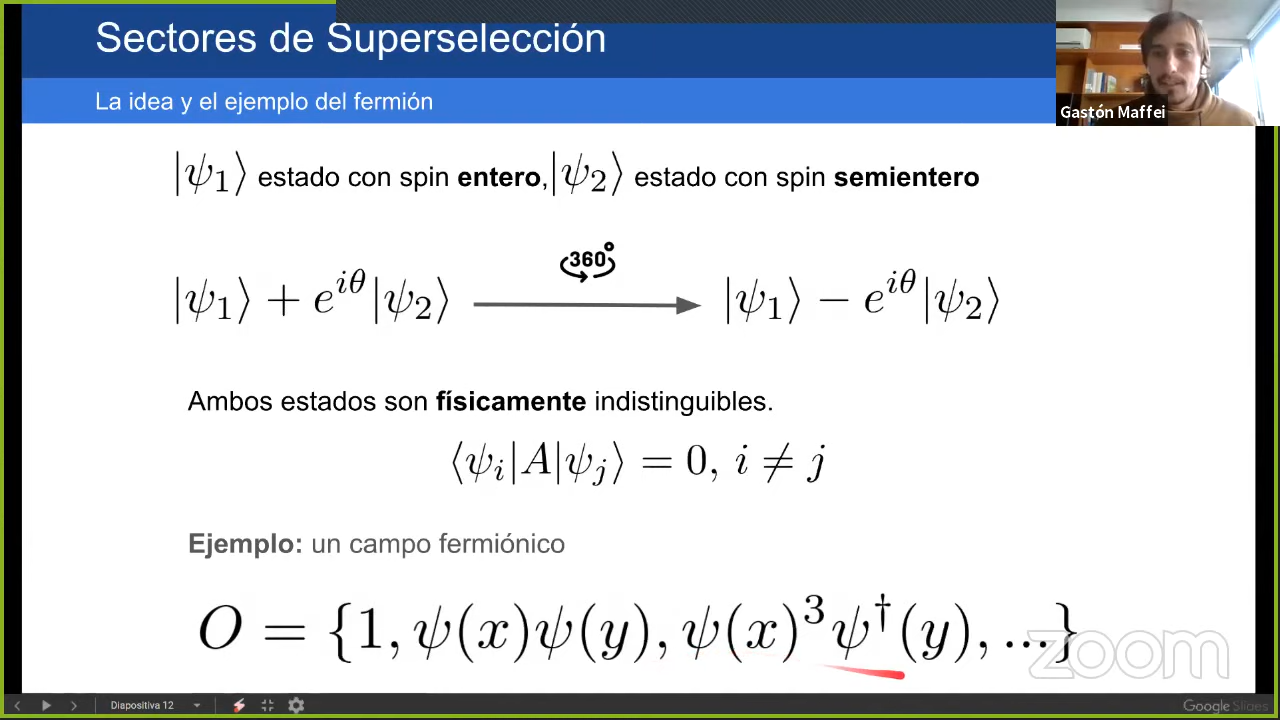 Sectores de Superselección
La idea y el ejemplo del fermión
Gastón Maffei
|ψ₁⟩ estado con spin entero,|ψ₂⟩ estado con spin semientero
360°
|ψ₁⟩ + e^{iθ}|ψ₂⟩ → |ψ₁⟩ − e^{iθ}|ψ₂⟩
Ambos estados son físicamente indistinguibles.
⟨ψᵢ|A|ψⱼ⟩ = 0, i ≠ j
Ejemplo: un campo fermiónico
O = {1, ψ(x)ψ(y), ψ(x)³ψ†(y), ...}
zoom
Diapositiva 12
Google Slides